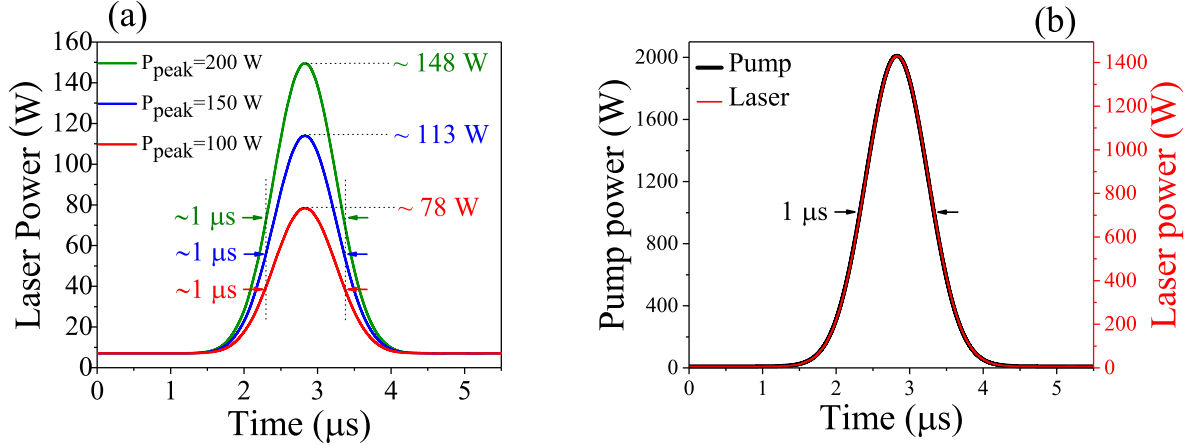 (a)
160
140
120
100
80
60
40
20
0
Laser Power (W)
P_peak=200 W
P_peak=150 W
P_peak=100 W
~ 148 W
~ 113 W
~ 78 W
~1 μs
~1 μs
~1 μs
0 1 2 3 4 5
Time (μs)
(b)
2000
1600
1200
800
400
0
Pump power (W)
Pump
Laser
1 μs
1400
1200
1000
800
600
400
200
0
Laser power (W)
0 1 2 3 4 5
Time (μs)